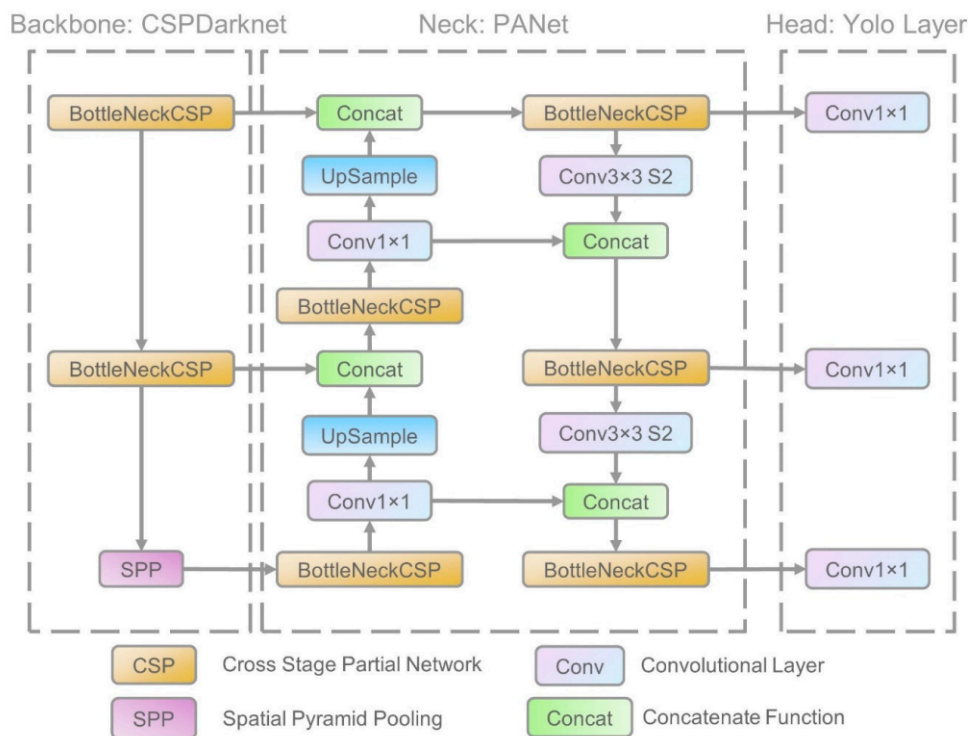 Backbone: CSPDarknet Neck: PANet Head: Yolo Layer
BottleNeckCSP Concat BottleNeckCSP Conv1×1
UpSample Conv3×3 S2
Conv1×1 Concat
BottleNeckCSP
BottleNeckCSP Concat BottleNeckCSP Conv1×1
UpSample Conv3×3 S2
Conv1×1 Concat
SPP BottleNeckCSP BottleNeckCSP Conv1×1
CSP Cross Stage Partial Network Conv Convolutional Layer
SPP Spatial Pyramid Pooling Concat Concatenate Function